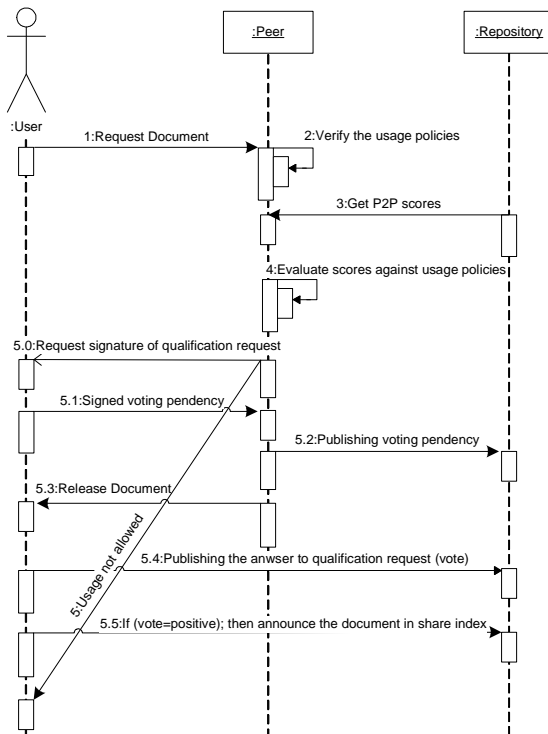 :Peer
:Repository
:User
1:Request Document
2:Verify the usage policies
3:Get P2P scores
4:Evaluate scores against usage policies
5.0:Request signature of qualification request
5.1:Signed voting pendency
5.2:Publishing voting pendency
5.3:Release Document
5:Usage not allowed
5.4:Publishing the anwser to qualification request (vote)
5.5:If (vote=positive); then announce the document in share index